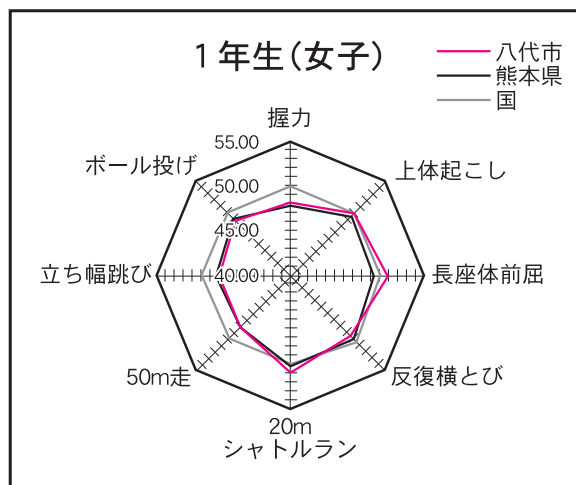 1年生(女子)
八代市
熊本県
国
握力
55.00
50.00
45.00
40.00
上体起こし
長座体前屈
反復横とび
20m
シャトルラン
50m走
立ち幅跳び
ボール投げ